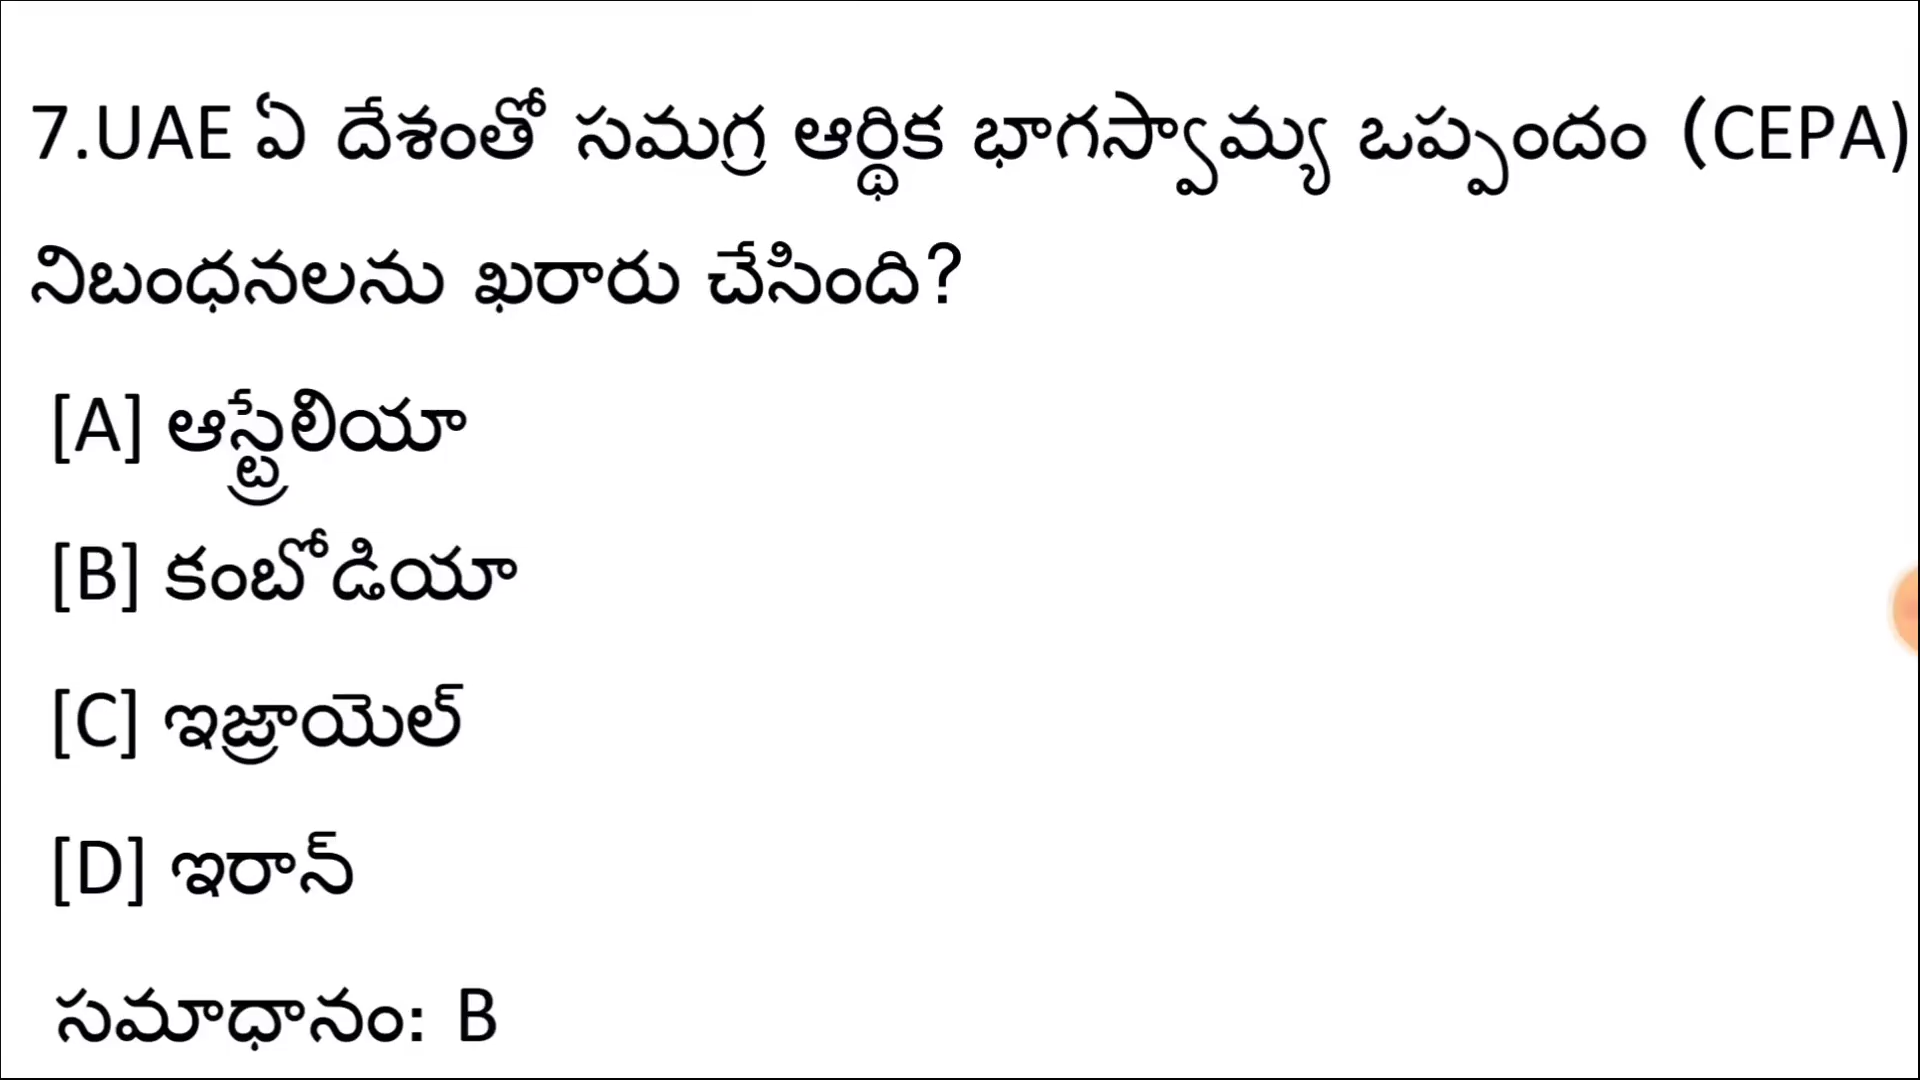 7.UAE ఏ దేశంతో సమగ్ర ఆర్థిక భాగస్వామ్య ఒప్పందం (CEPA)
నిబంధనలను ఖరారు చేసింది?
[A] ఆస్ట్రేలియా
[B] కంబోడియా
[C] ఇజ్రాయెల్
[D] ఇరాన్
సమాధానం: B